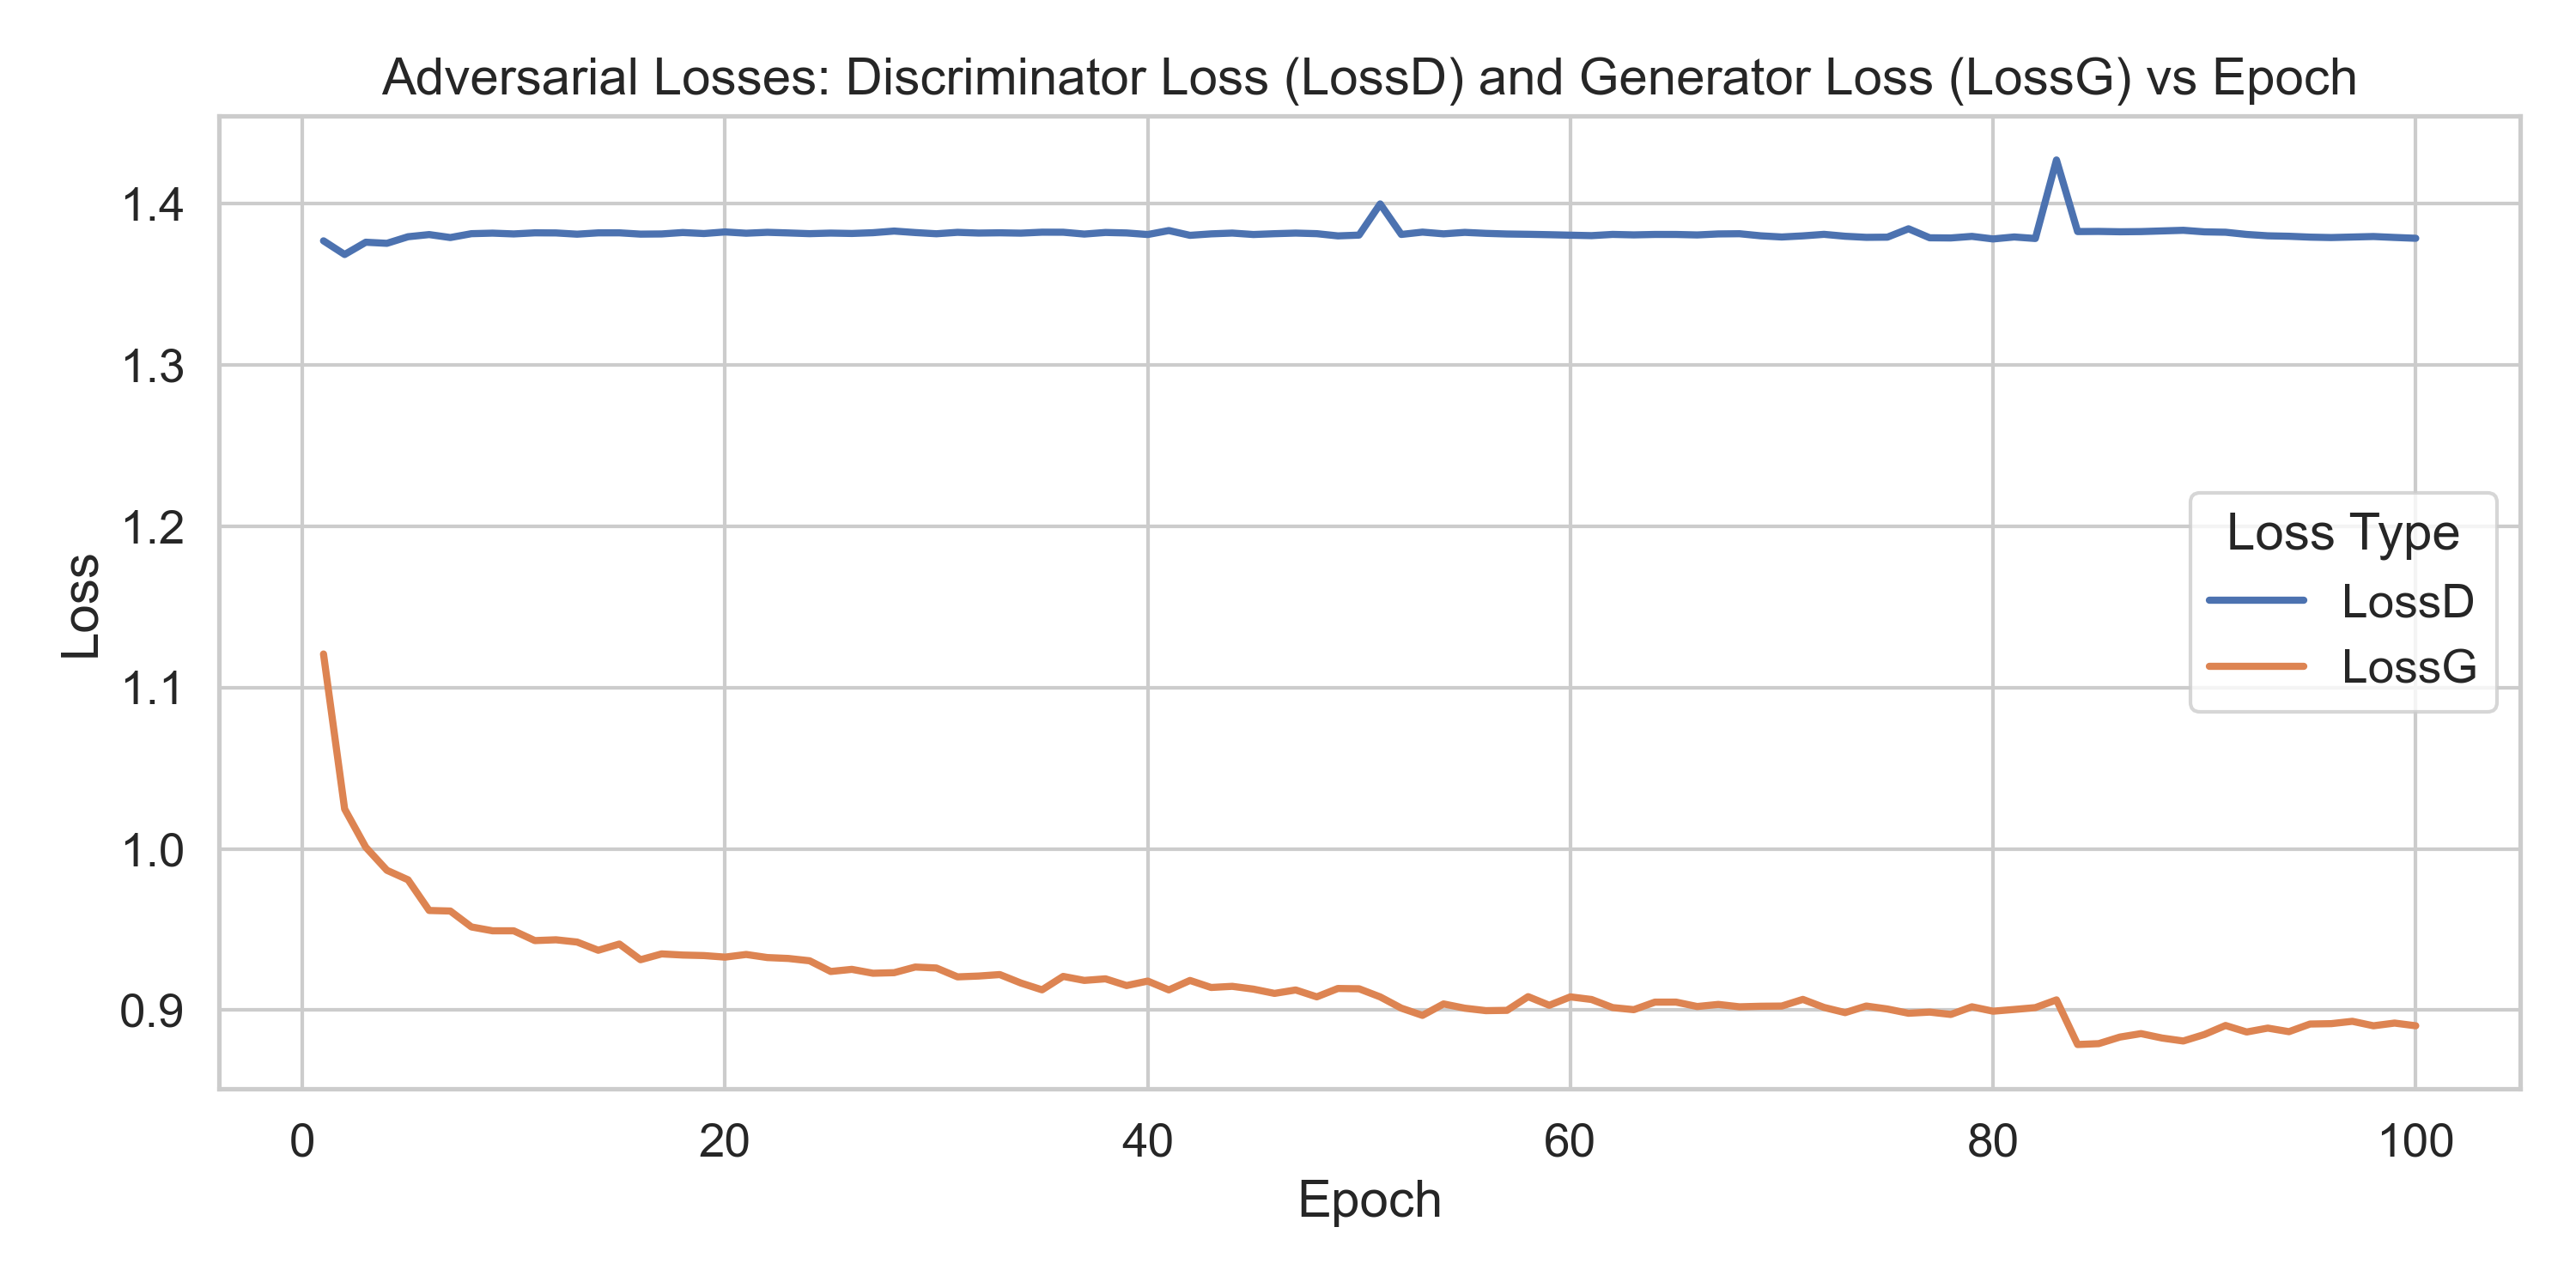 Adversarial Losses: Discriminator Loss (LossD) and Generator Loss (LossG) vs Epoch
Loss
1.4
1.3
1.2
1.1
1.0
0.9
Loss Type
LossD
LossG
0 20 40 60 80 100
Epoch